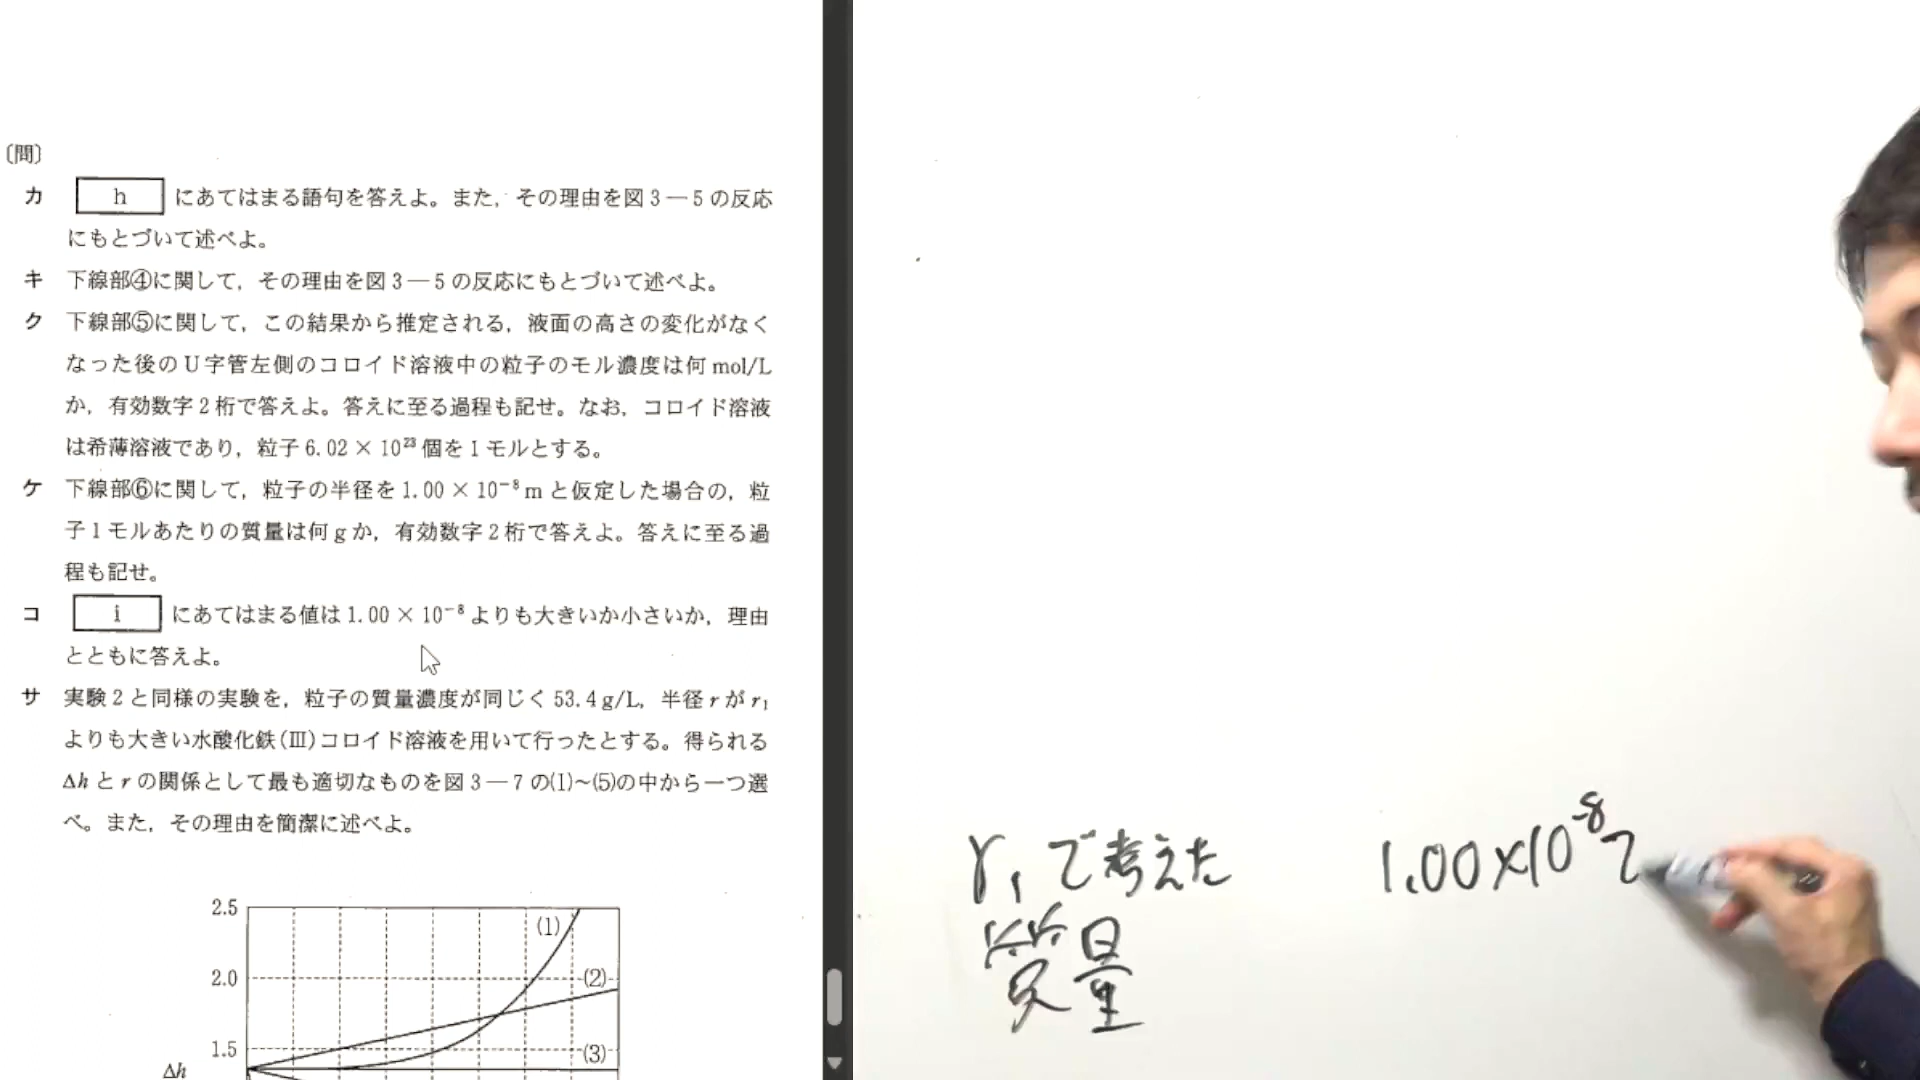 〔問〕
カ h にあてはまる語句を答えよ。また，その理由を図3―5の反応
にもとづいて述べよ。
キ 下線部④に関して，その理由を図3―5の反応にもとづいて述べよ。
ク 下線部⑤に関して，この結果から推定される，液面の高さの変化がなく
なった後のU字管左側のコロイド溶液中の粒子のモル濃度は何 mol/L
か，有効数字2桁で答えよ。答えに至る過程も記せ。なお，コロイド溶液
は希薄溶液であり，粒子 6.02 × 10²³ 個を1モルとする。
ケ 下線部⑥に関して，粒子の半径を 1.00 × 10⁻⁸ m と仮定した場合の，粒
子1モルあたりの質量は何 g か，有効数字2桁で答えよ。答えに至る過
程も記せ。
コ i にあてはまる値は 1.00 × 10⁻⁸ よりも大きいか小さいか，理由
とともに答えよ。
サ 実験2と同様の実験を，粒子の質量濃度が同じく 53.4 g/L，半径 r が r₁
よりも大きい水酸化鉄(Ⅲ)コロイド溶液を用いて行ったとする。得られる
Δh と r の関係として最も適切なものを図3―7の(1)～(5)の中から一つ選
べ。また，その理由を簡潔に述べよ。
2.5
(1)
2.0
(2)
1.5
(3)
Δh
r₁で考えた
質量
1.00×10⁻⁸